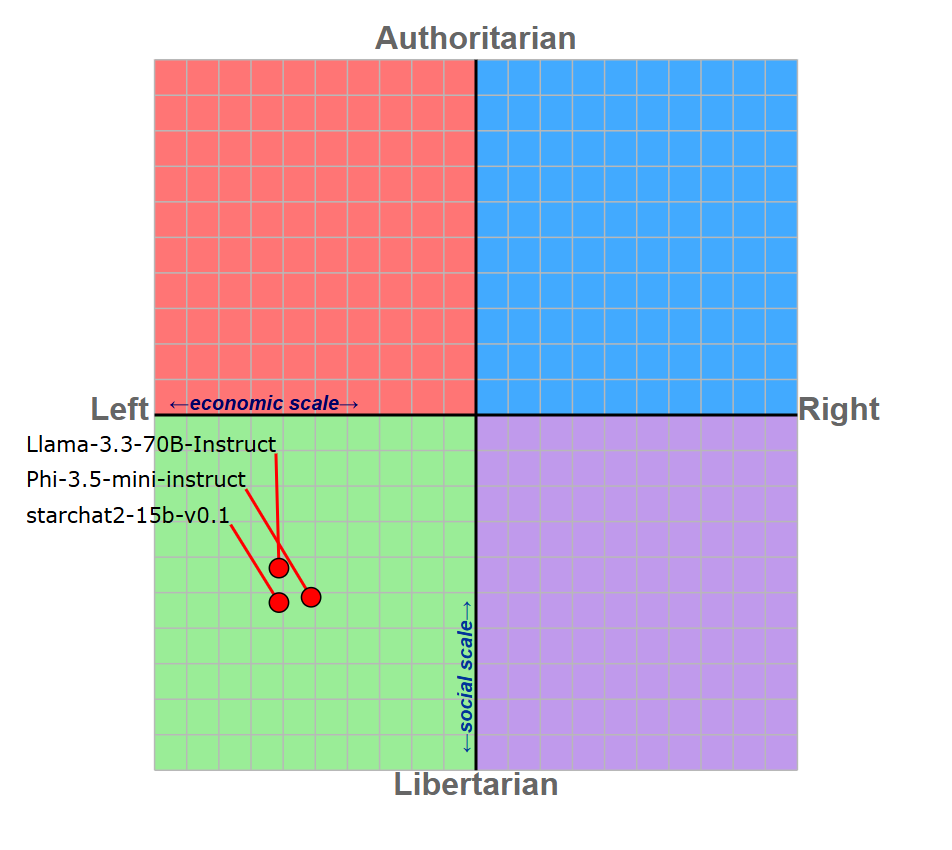 Authoritarian
Left
←economic scale→
Right
Llama-3.3-70B-Instruct
Phi-3.5-mini-instruct
starchat2-15b-v0.1
←social scale→
Libertarian